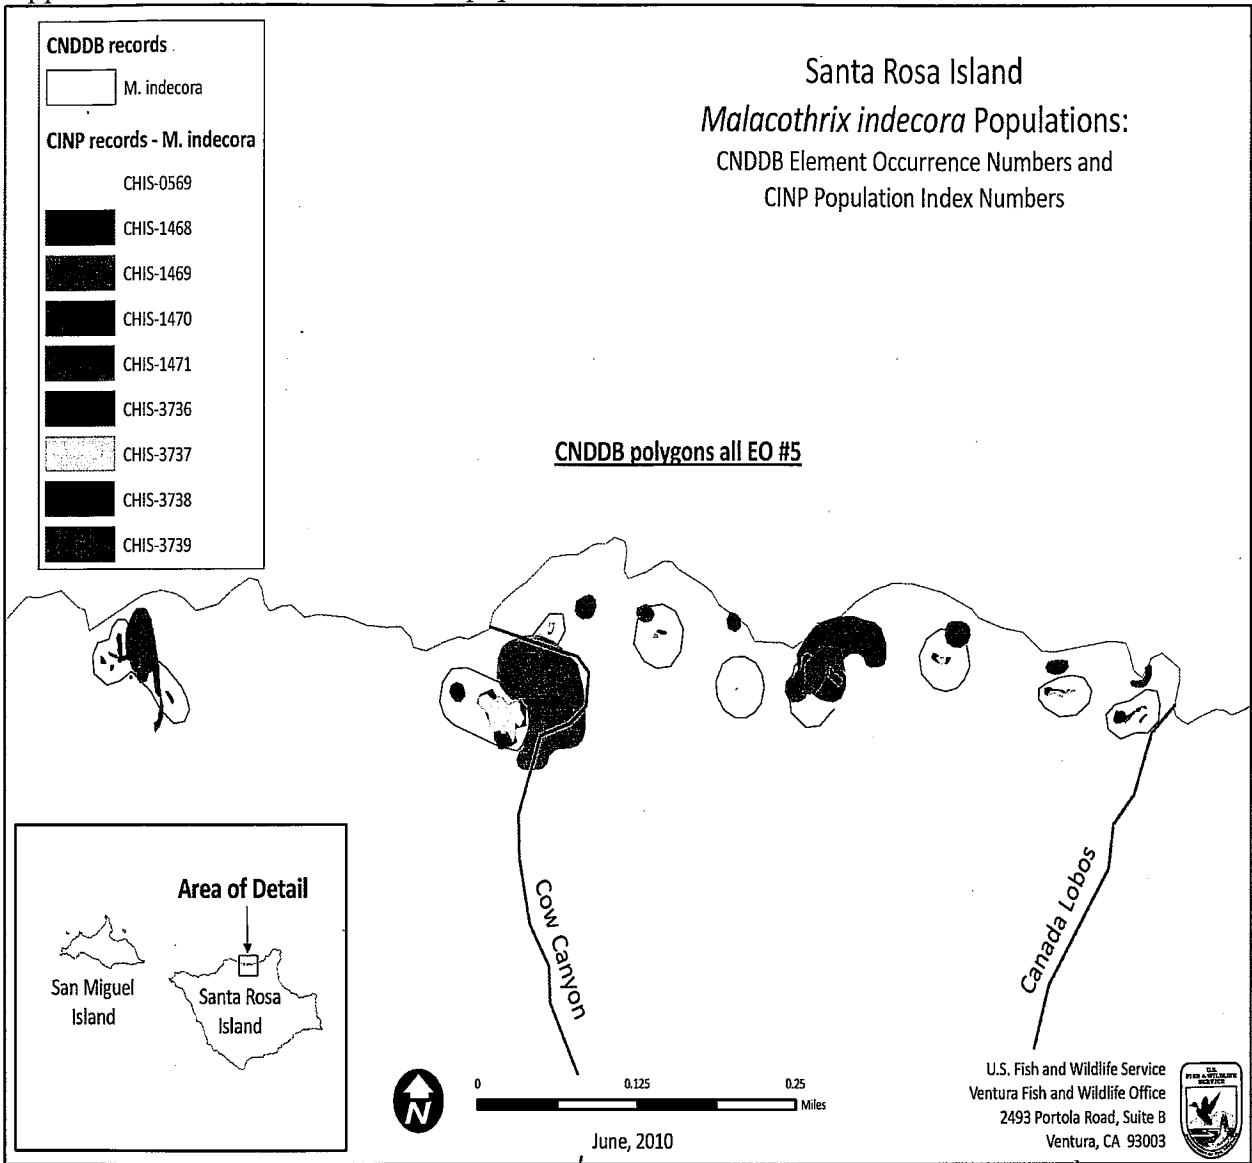 CNDDB records
M. indecora
CINP records - M. indecora
CHIS-0569
CHIS-1468
CHIS-1469
CHIS-1470
CHIS-1471
CHIS-3736
CHIS-3737
CHIS-3738
CHIS-3739
Santa Rosa Island
Malacothrix indecora Populations:
CNDDB Element Occurrence Numbers and
CINP Population Index Numbers
CNDDB polygons all EO #5
Cow Canyon
Canada Lobos
Area of Detail
San Miguel
Island
Santa Rosa
Island
N
0 0.125 0.25
Miles
June, 2010
U.S. Fish and Wildlife Service
Ventura Fish and Wildlife Office
2493 Portola Road, Suite B
Ventura, CA 93003
U.S.
FISH & WILDLIFE
SERVICE